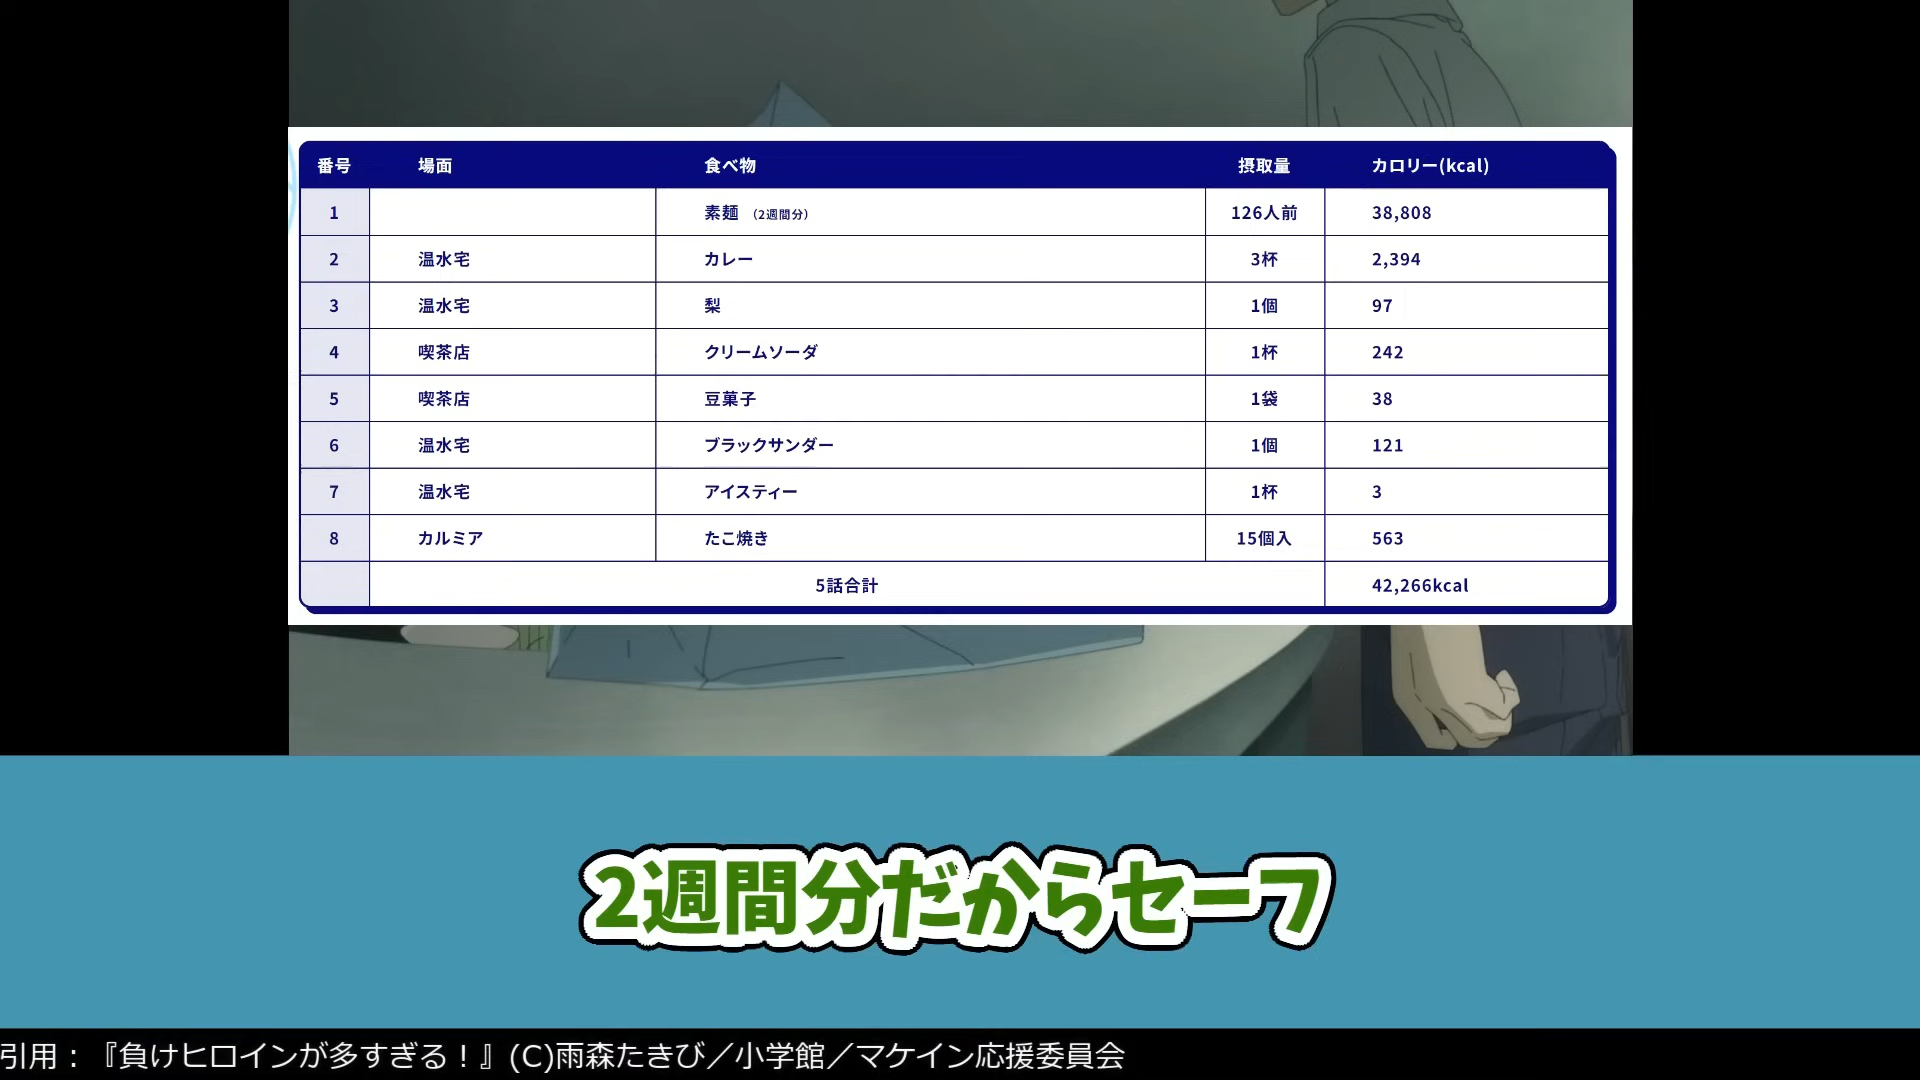 番号 場面 食べ物 摂取量 カロリー(kcal)
1 素麺 (2週間分) 126人前 38,808
2 温水宅 カレー 3杯 2,394
3 温水宅 梨 1個 97
4 喫茶店 クリームソーダ 1杯 242
5 喫茶店 豆菓子 1袋 38
6 温水宅 ブラックサンダー 1個 121
7 温水宅 アイスティー 1杯 3
8 カルミア たこ焼き 15個入 563
5話合計 42,266kcal
2週間分だからセーフ
引用：『負けヒロインが多すぎる！』(C)雨森たきび／小学館／マケイン応援委員会